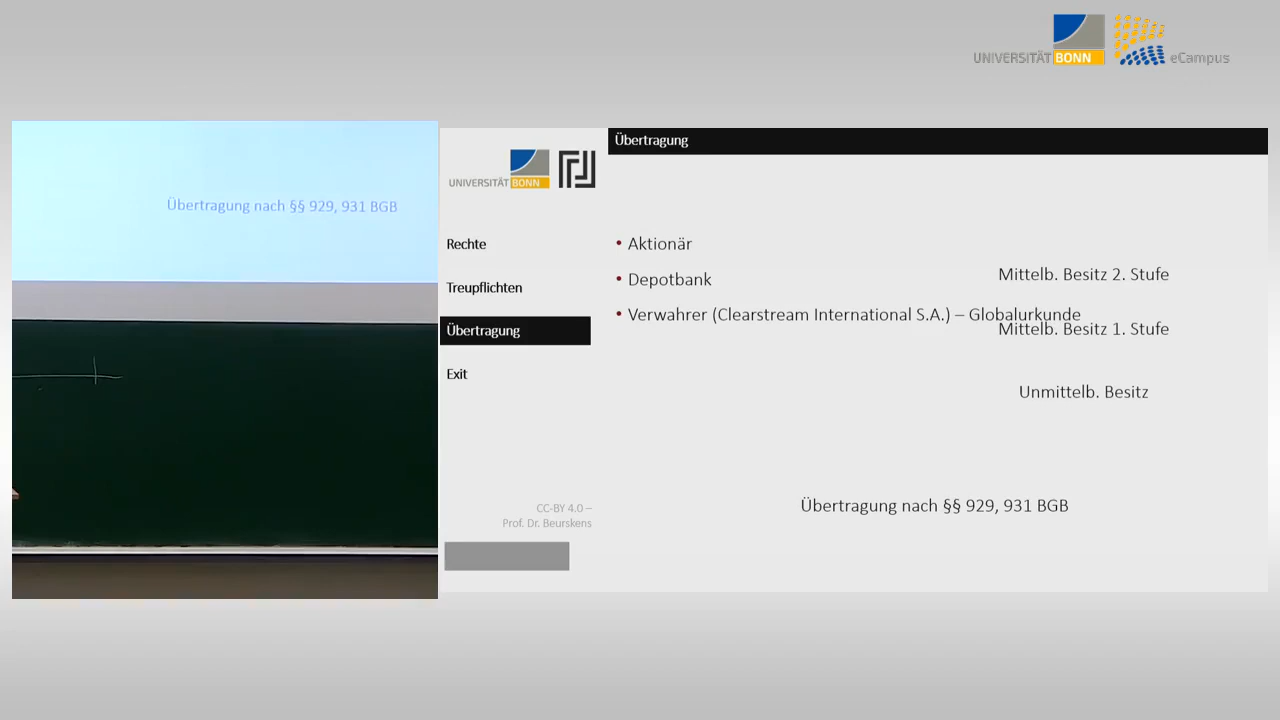 UNIVERSITÄT BONN eCampus
Übertragung nach §§ 929, 931 BGB
UNIVERSITÄT BONN
Rechte
Treupflichten
Übertragung
Exit
CC-BY 4.0 –
Prof. Dr. Beurskens
Übertragung
• Aktionär
Mittelb. Besitz 2. Stufe
• Depotbank
• Verwahrer (Clearstream International S.A.) – Globalurkunde
Mittelb. Besitz 1. Stufe
Unmittelb. Besitz
Übertragung nach §§ 929, 931 BGB